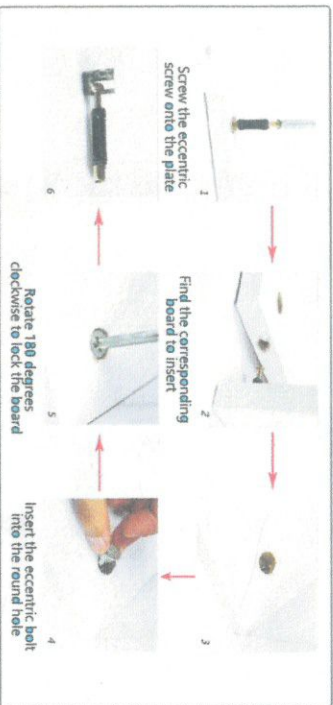 1
Screw the eccentric
screw onto the plate
2
Find the corresponding
board to insert
3
4
Insert the eccentric bolt
into the round hole
5
Rotate 180 degrees
clockwise to lock the board
6